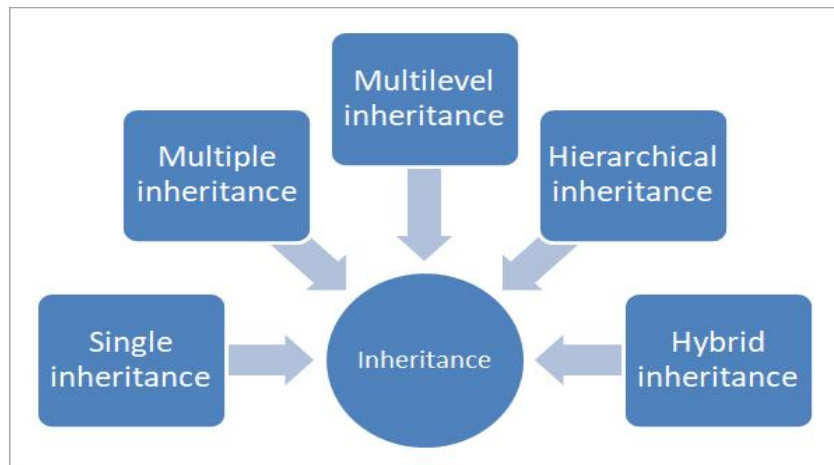 Multilevel
inheritance
Multiple
inheritance
Hierarchical
inheritance
Single
inheritance
Inheritance
Hybrid
inheritance